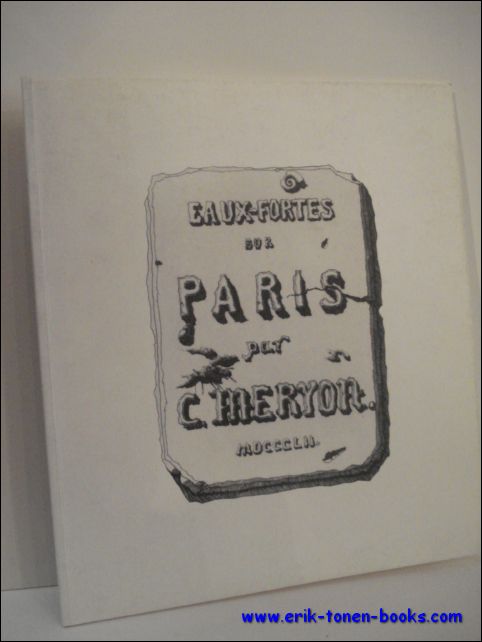 EAUX-FORTES
SUR
PARIS
par
C. MERYON.
MDCCCLII.
www.erik-tonen-books.com